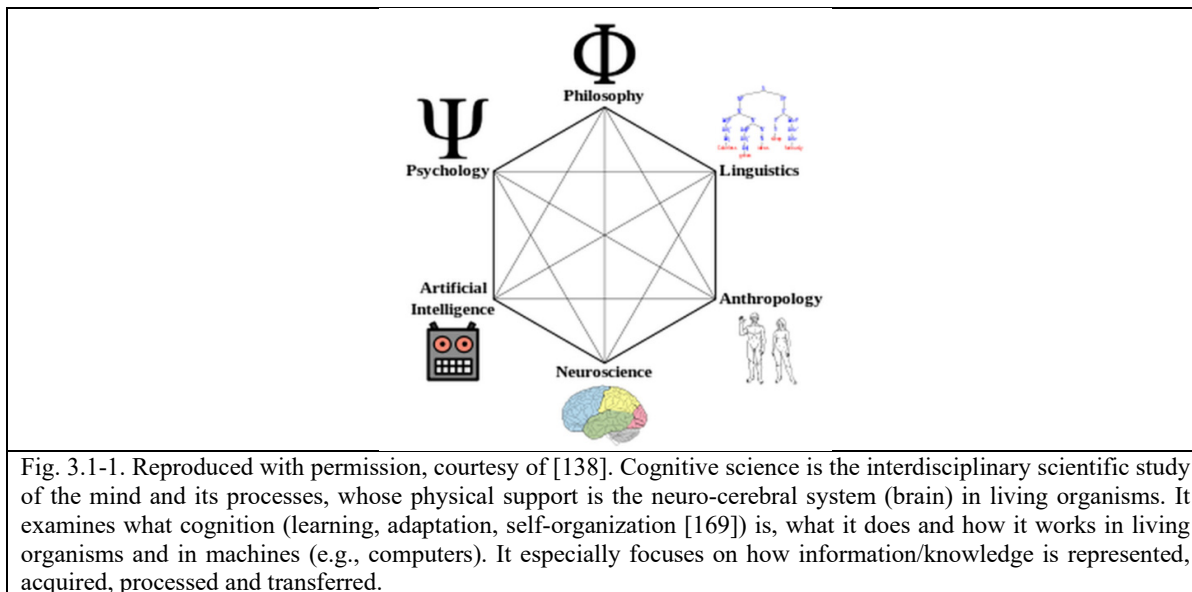 Φ
Philosophy
Ψ
Psychology
Linguistics
Artificial
Intelligence
Anthropology
Neuroscience
Fig. 3.1-1. Reproduced with permission, courtesy of [138]. Cognitive science is the interdisciplinary scientific study
of the mind and its processes, whose physical support is the neuro-cerebral system (brain) in living organisms. It
examines what cognition (learning, adaptation, self-organization [169]) is, what it does and how it works in living
organisms and in machines (e.g., computers). It especially focuses on how information/knowledge is represented,
acquired, processed and transferred.